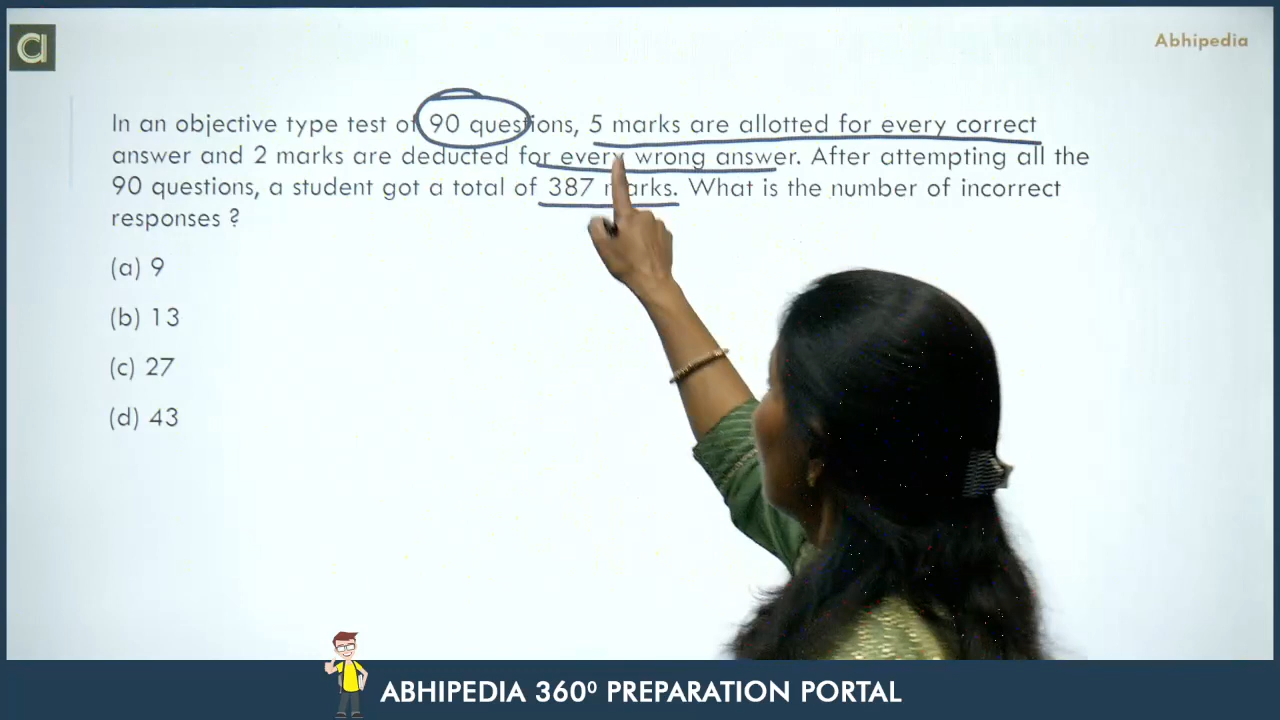 Abhipedia
In an objective type test of 90 questions, 5 marks are allotted for every correct
answer and 2 marks are deducted for every wrong answer. After attempting all the
90 questions, a student got a total of 387 marks. What is the number of incorrect
responses ?
(a) 9
(b) 13
(c) 27
(d) 43
ABHIPEDIA 360⁰ PREPARATION PORTAL